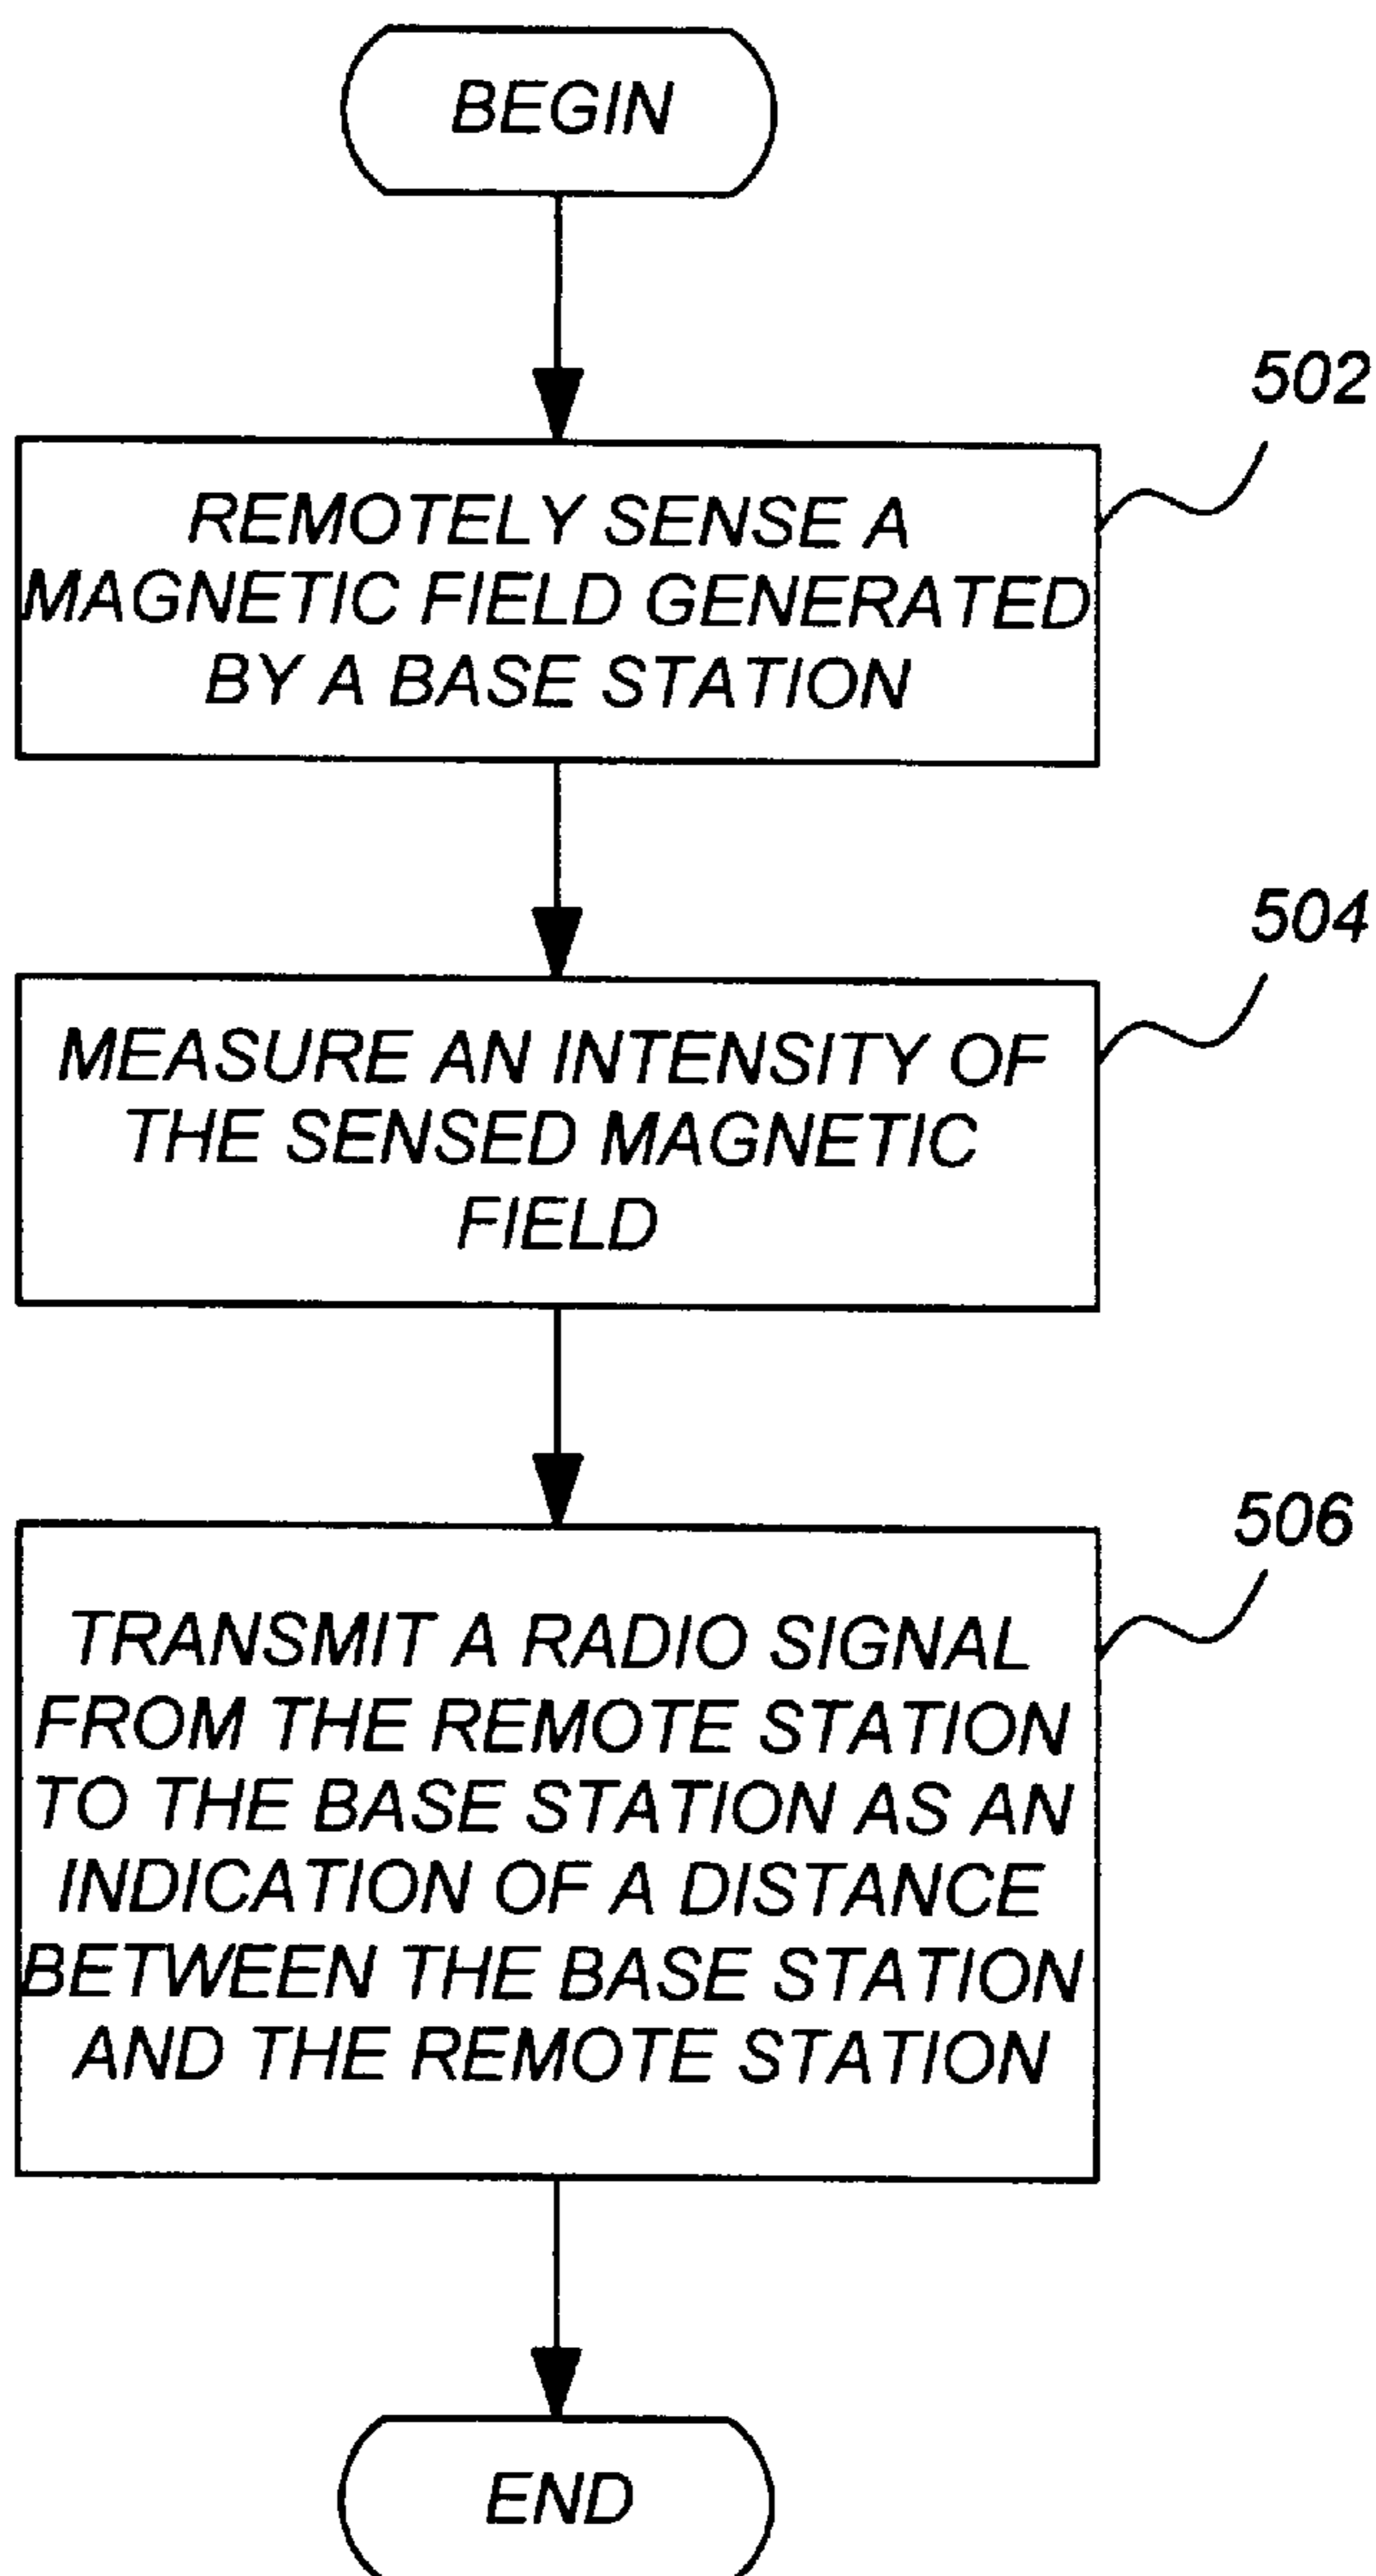 BEGIN
502
REMOTELY SENSE A
MAGNETIC FIELD GENERATED
BY A BASE STATION
504
MEASURE AN INTENSITY OF
THE SENSED MAGNETIC
FIELD
506
TRANSMIT A RADIO SIGNAL
FROM THE REMOTE STATION
TO THE BASE STATION AS AN
INDICATION OF A DISTANCE
BETWEEN THE BASE STATION
AND THE REMOTE STATION
END